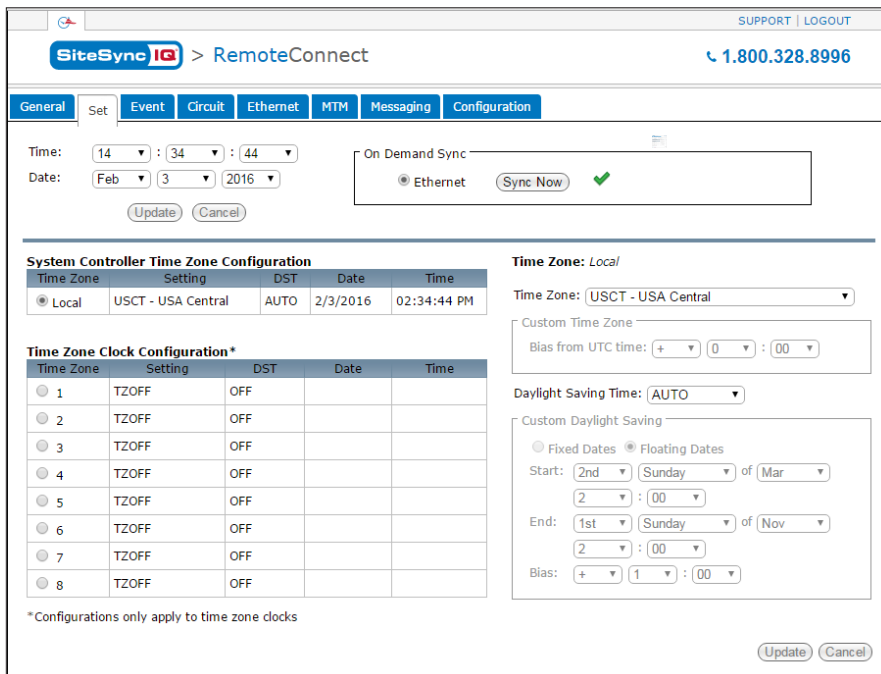 SUPPORT | LOGOUT
SiteSync IQ > RemoteConnect
1.800.328.8996
General Set Event Circuit Ethernet MTM Messaging Configuration
Time: 14 : 34 : 44
Date: Feb 3 2016
Update Cancel
On Demand Sync
Ethernet Sync Now
System Controller Time Zone Configuration
Time Zone Setting DST Date Time
Local USCT - USA Central AUTO 2/3/2016 02:34:44 PM
Time Zone Clock Configuration*
Time Zone Setting DST Date Time
1 TZOFF OFF
2 TZOFF OFF
3 TZOFF OFF
4 TZOFF OFF
5 TZOFF OFF
6 TZOFF OFF
7 TZOFF OFF
8 TZOFF OFF
*Configurations only apply to time zone clocks
Time Zone: Local
Time Zone: USCT - USA Central
Custom Time Zone
Bias from UTC time: + 0 : 00
Daylight Saving Time: AUTO
Custom Daylight Saving
Fixed Dates Floating Dates
Start: 2nd Sunday of Mar
2 : 00
End: 1st Sunday of Nov
2 : 00
Bias: + 1 : 00
Update Cancel